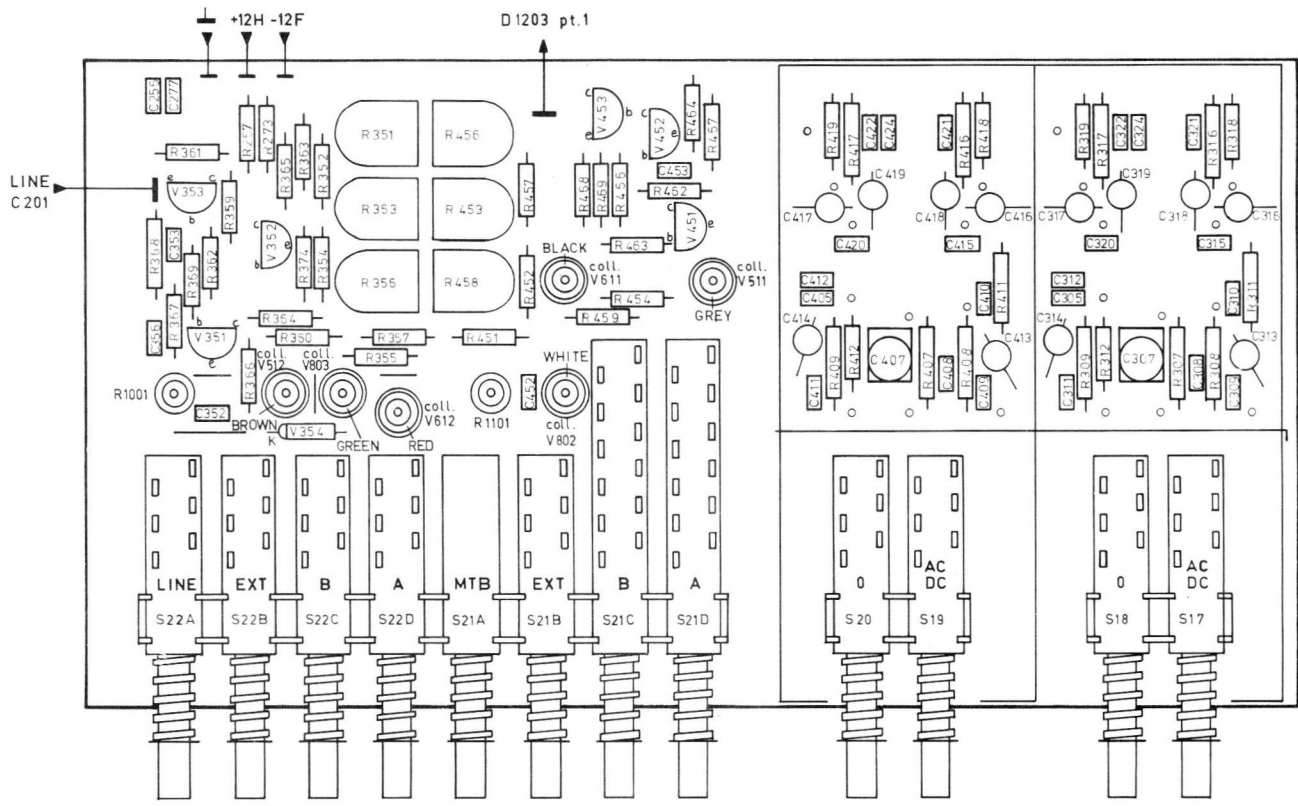 +12H -12F
D1203 pt.1
LINE
C201
C255
C277
R361
R257
R273
R365
R363
R352
R351
R456
c
V453
e
b
c
V452
e
b
R464
R467
C453
R462
R457
R468
R469
R466
c
V451
b
e
R463
e
c
V353
b
R359
R368
C353
R359
R362
V352
c
b
e
R374
R354
R353
R453
R356
R458
R452
BLACK
coll.
V611
coll.
V511
GREY
R454
R459
R364
R350
R357
R355
R451
C356
R367
b
c
V351
e
R366
coll.
V512
coll.
V803
R1001
C352
BROWN
K
V354
GREEN
coll.
V612
RED
R1101
C452
WHITE
coll.
V802
R419
R417
C422
C424
C421
R416
R418
C419
C417
C418
C416
C420
C415
C412
C405
C410
R411
C414
C413
R409
R412
C407
R407
C408
R408
C409
C411
R319
R317
C322
C324
C321
R316
R318
C319
C317
C318
C316
C320
C315
C312
C305
C310
R311
C314
C313
R309
R312
C307
R307
C308
R308
C309
C311
LINE
EXT
B
A
MTB
EXT
B
A
0
AC
DC
0
AC
DC
S22A
S22B
S22C
S22D
S21A
S21B
S21C
S21D
S20
S19
S18
S17